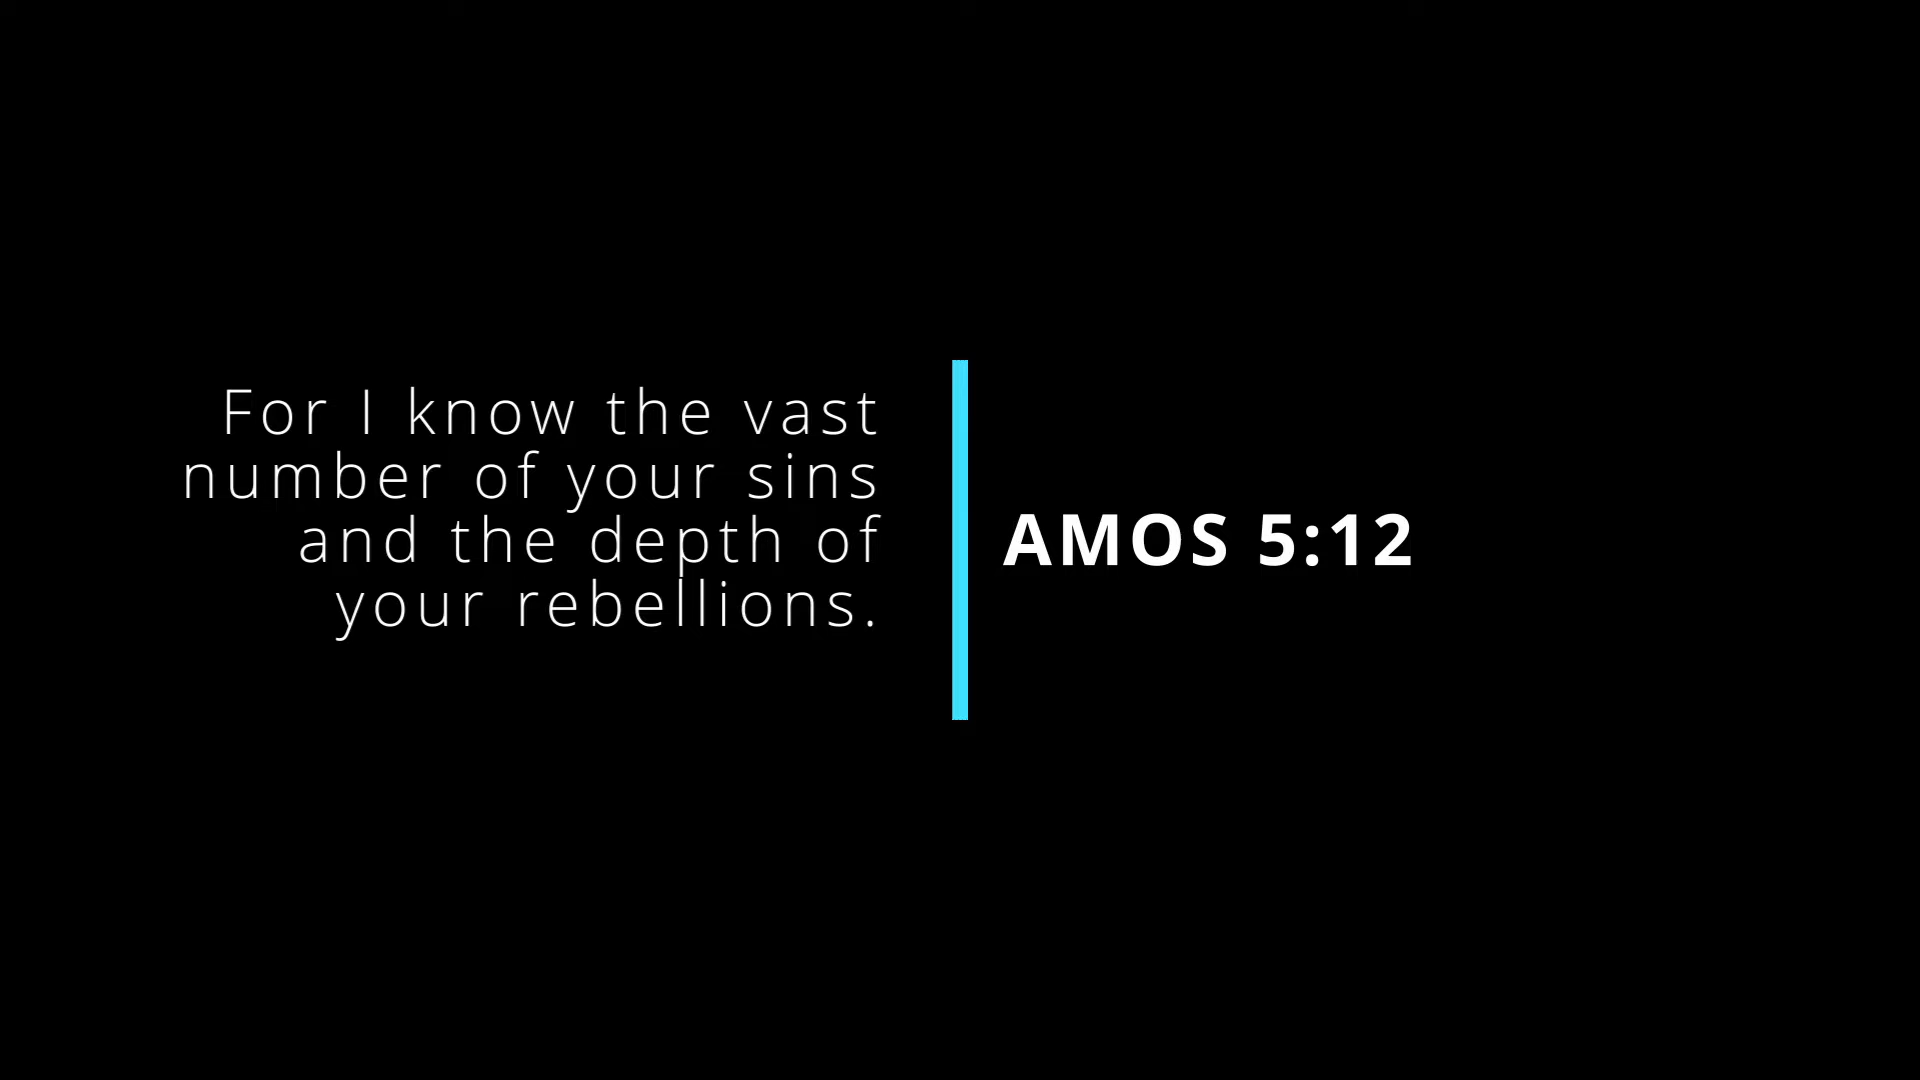 For I know the vast
number of your sins
and the depth of
your rebellions.
AMOS 5:12